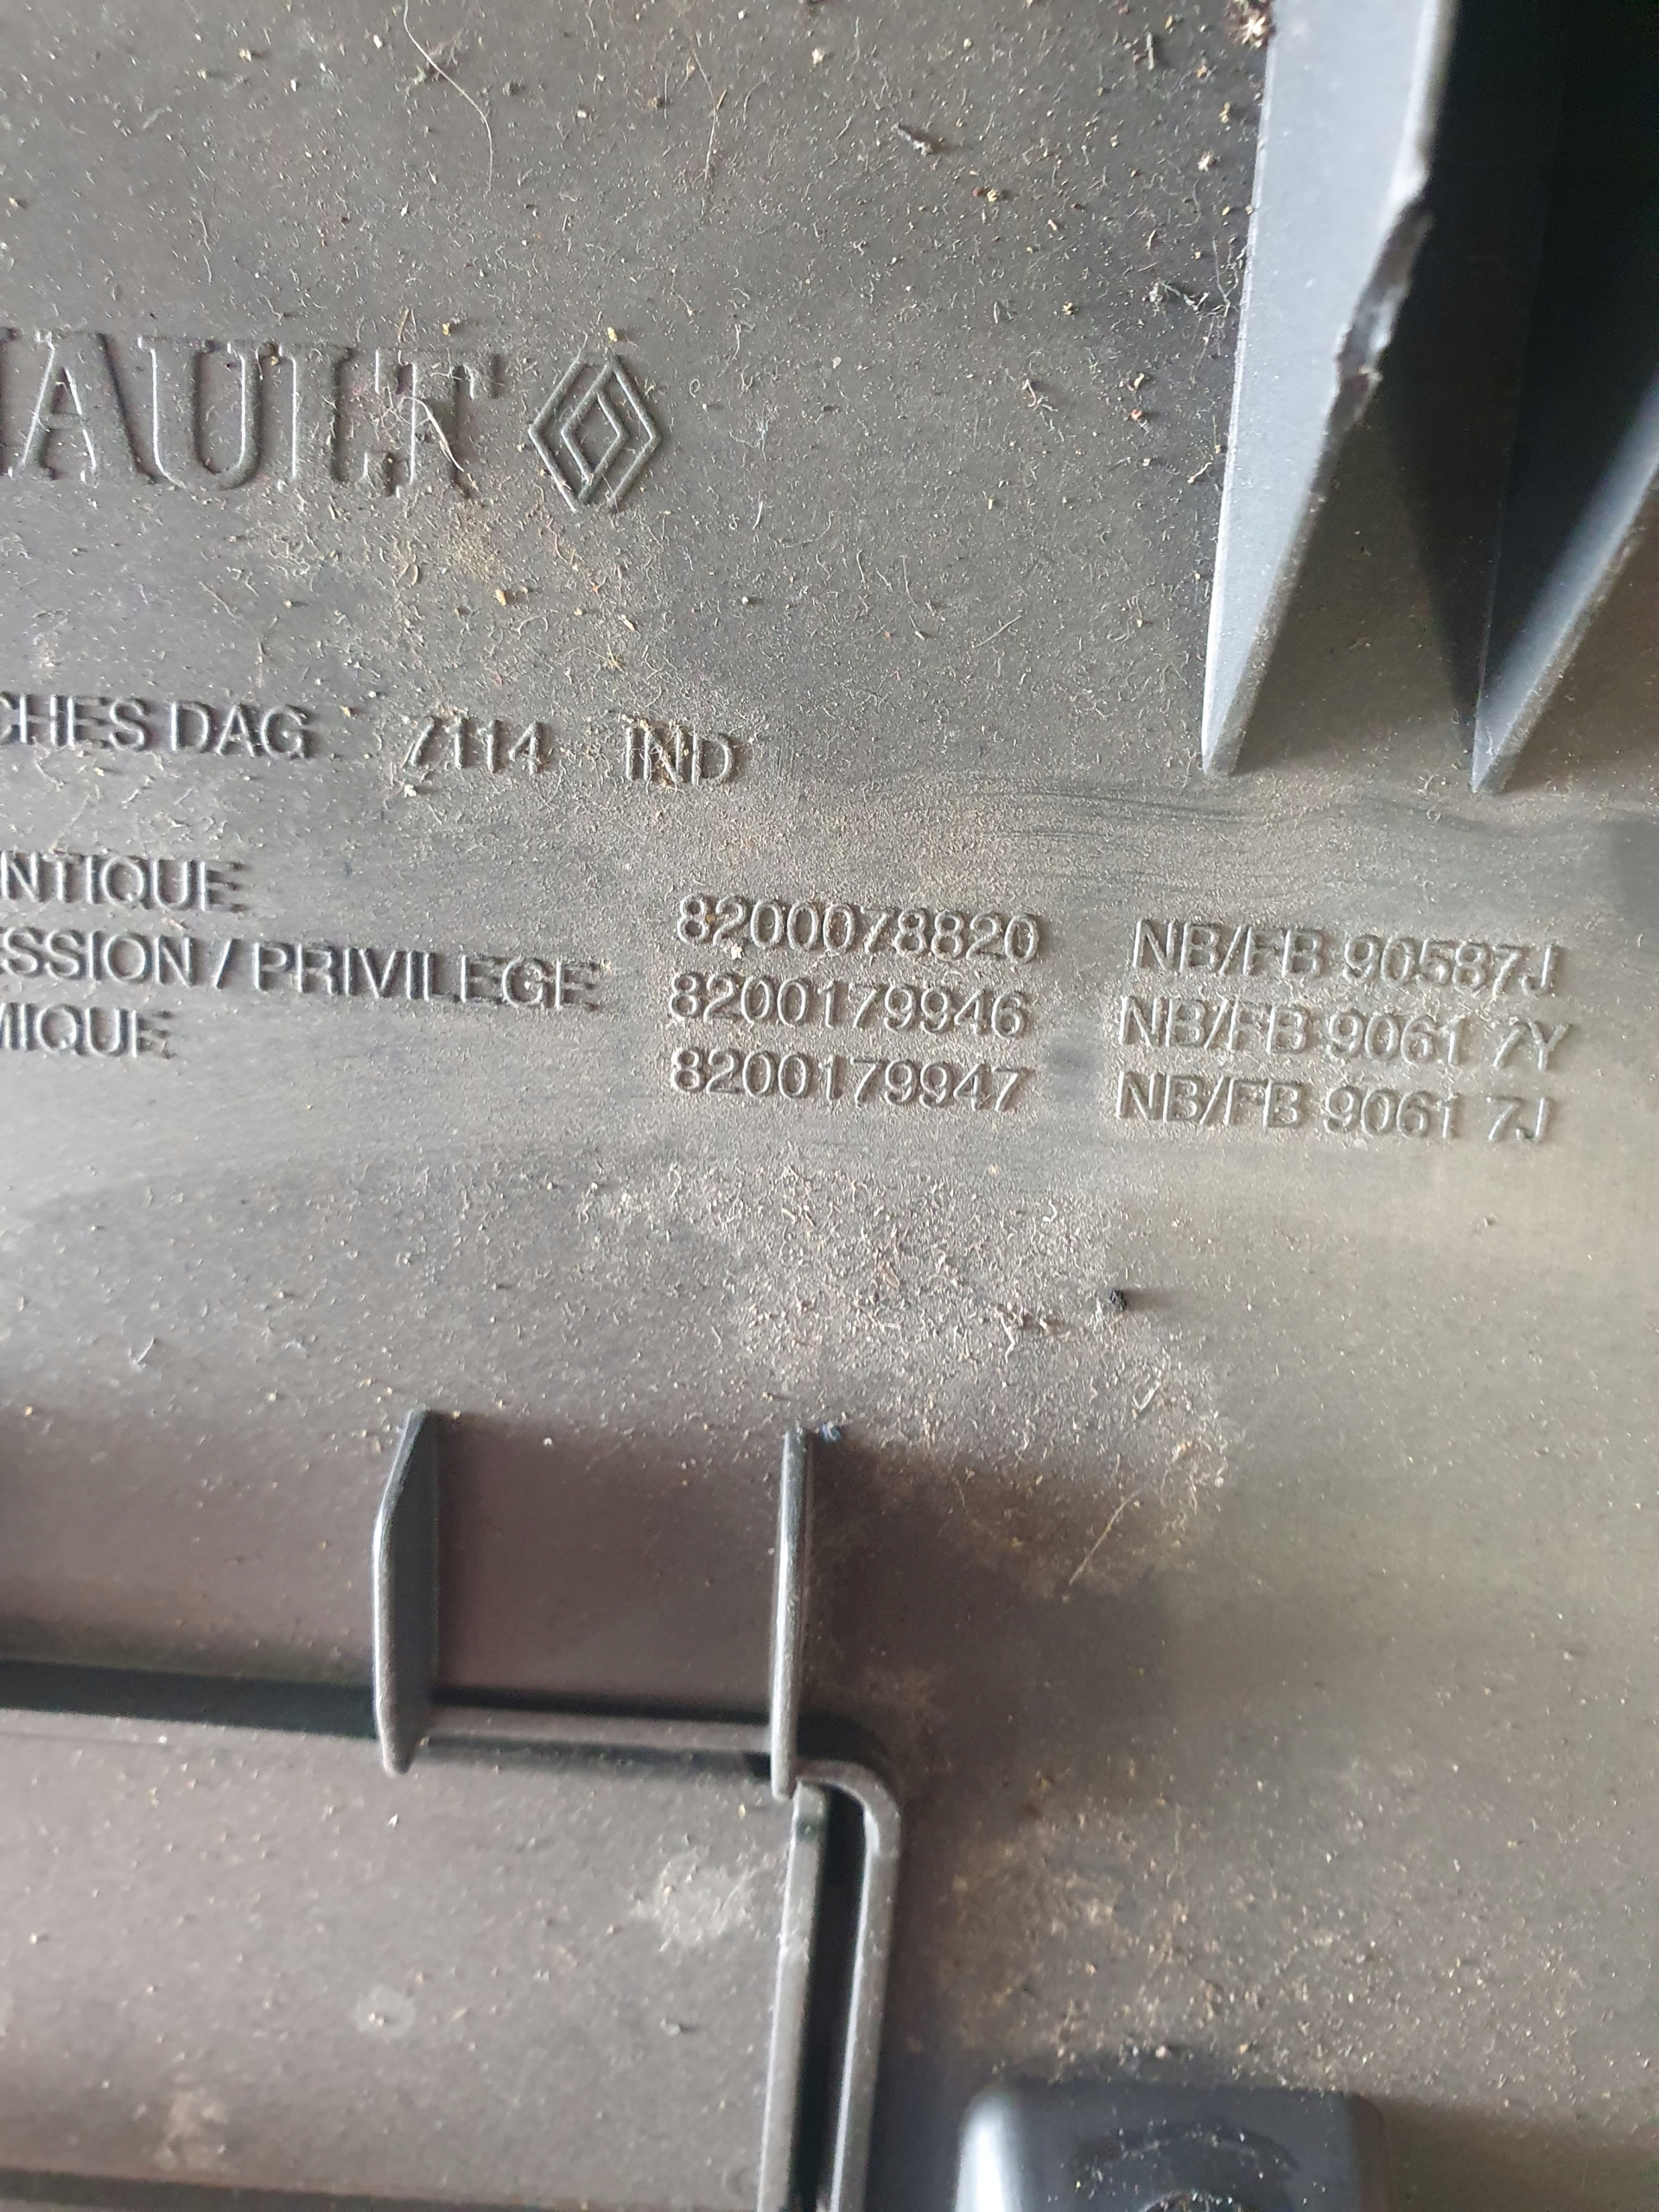 NAULT
CHES DAG 7114 IND
NTIQUE 8200078820 NB/FB 90587J
ESSION / PRIVILEGE 8200179946 NB/FB 9061 7Y
MIQUE 8200179947 NB/FB 9061 7J